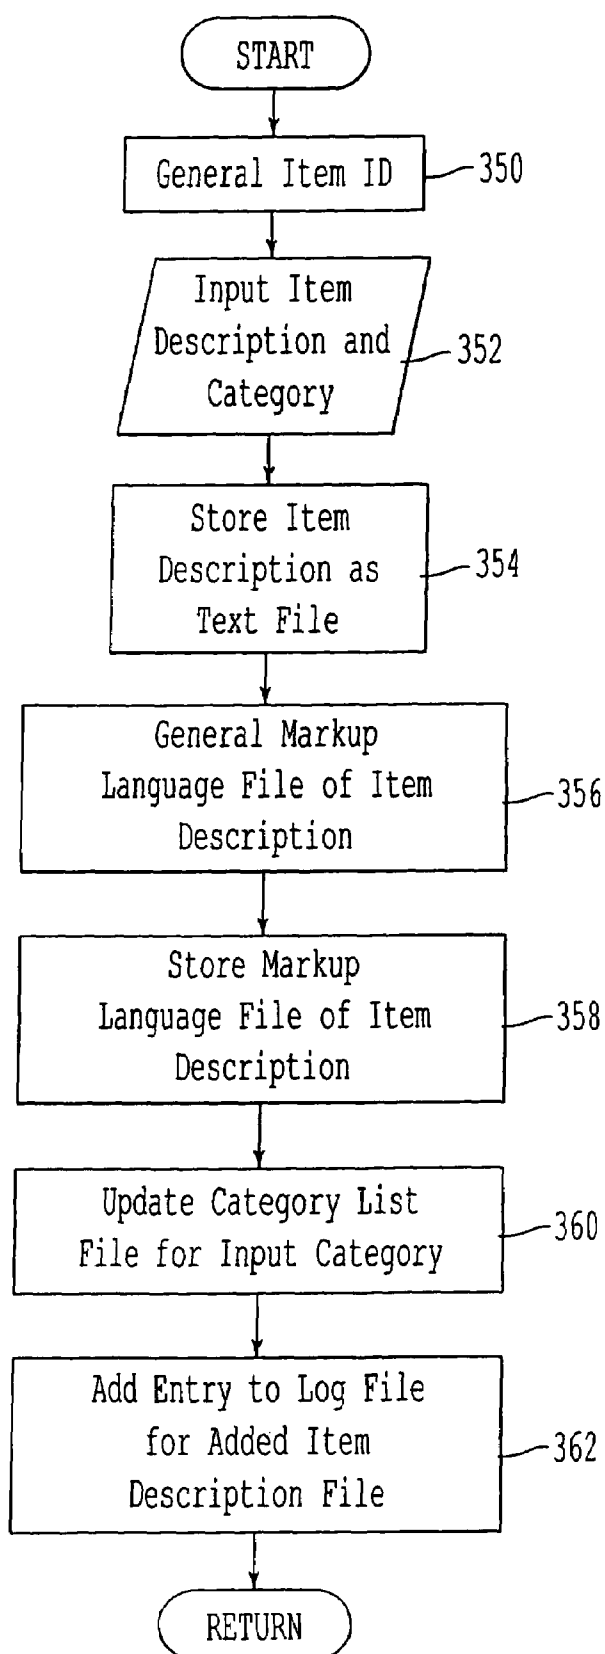 START
General Item ID
350
Input Item
Description and
Category
352
Store Item
Description as
Text File
354
General Markup
Language File of Item
Description
356
Store Markup
Language File of Item
Description
358
Update Category List
File for Input Category
360
Add Entry to Log File
for Added Item
Description File
362
RETURN